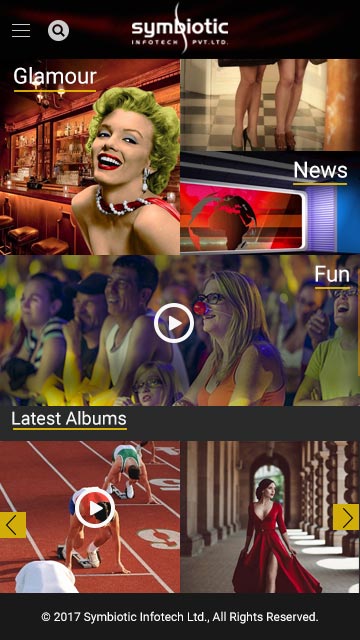 symbiotic
INFOTECH PVT.LTD.
Glamour
News
Fun
Latest Albums
© 2017 Symbiotic Infotech Ltd., All Rights Reserved.